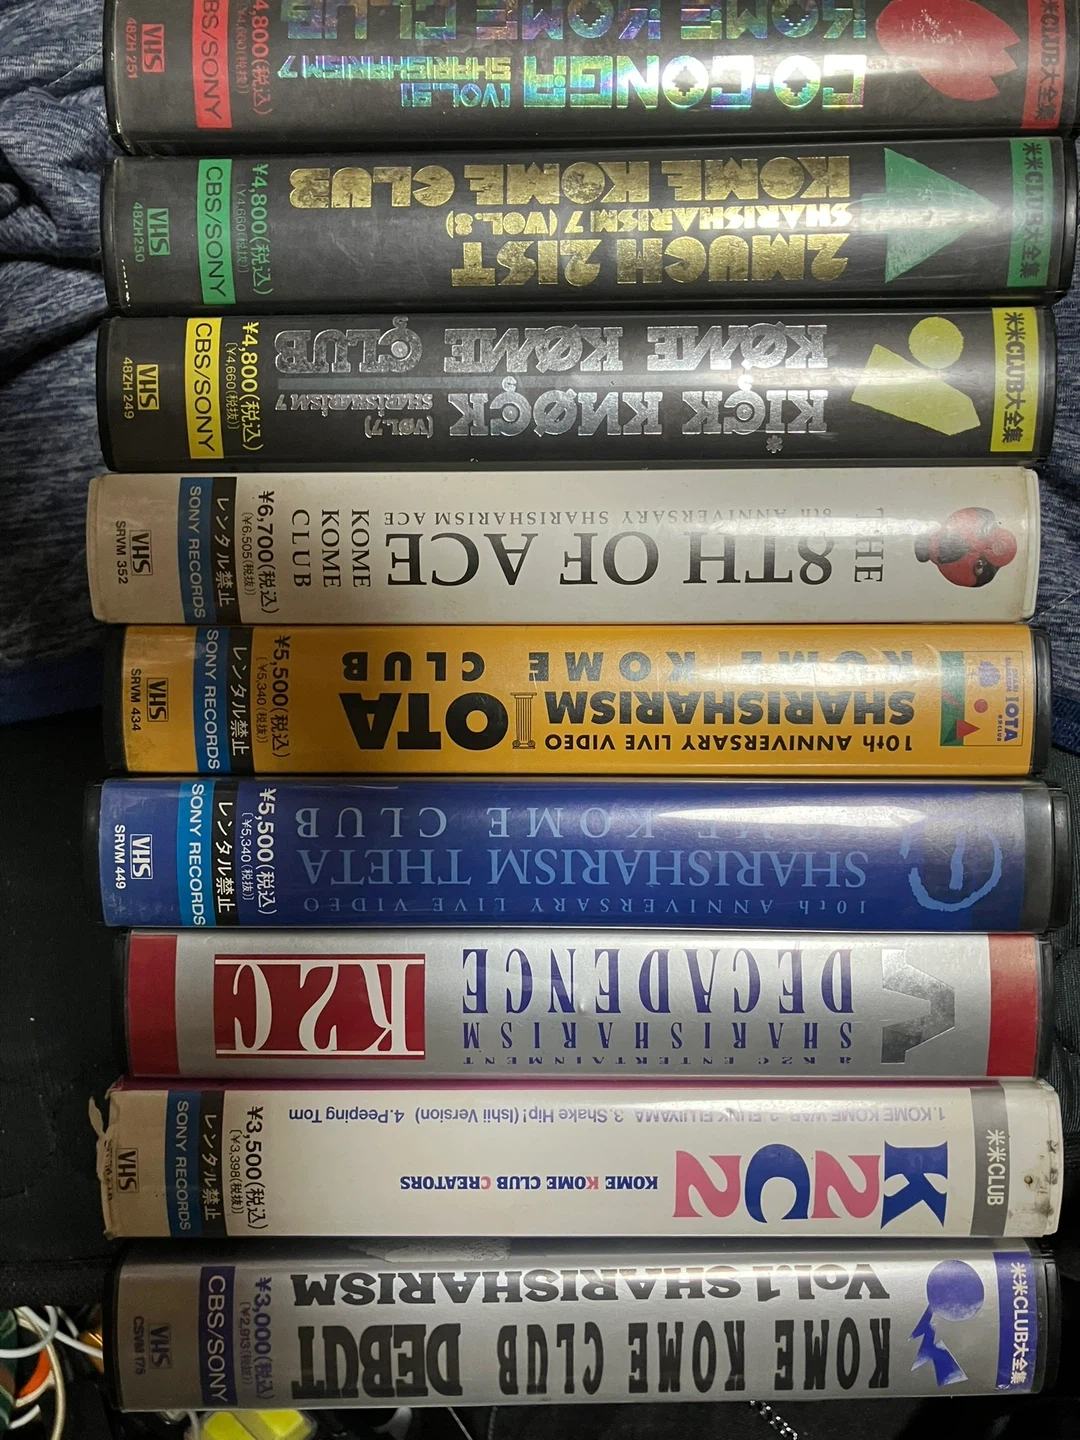 米米CLUB大全集
CO-CONGA
SHARISHARISM 7
[VOL.9]
KOME KOME CLUB
¥4,800(税込)
(¥4,660(税抜))
CBS/SONY
VHS
48ZH 251
米米CLUB大全集
2MUCH 21ST
SHARISHARISM 7 (VOL.8)
KOME KOME CLUB
¥4,800(税込)
(¥4,660(税抜))
CBS/SONY
VHS
48ZH 250
米米CLUB大全集
KICK KNØCK
(VOL.7)
SHARISHARISM 7
KØME KØME CLUB
¥4,800(税込)
(¥4,660(税抜))
CBS/SONY
VHS
48ZH 249
THE
8TH OF ACE
8th ANNIVERSARY SHARISHARISM ACE
KOME
KOME
CLUB
¥6,700(税込)
(¥6,505(税抜))
レンタル禁止
SONY RECORDS
VHS
SRVM 352
IOTA
10th ANNIVERSARY LIVE VIDEO
SHARISHARISM IOTA
KOME KOME CLUB
¥5,500(税込)
(¥5,340(税抜))
レンタル禁止
SONY RECORDS
VHS
SRVM 434
10th ANNIVERSARY LIVE VIDEO
SHARISHARISM THETA
KOME KOME CLUB
¥5,500(税込)
(¥5,340(税抜))
レンタル禁止
SONY RECORDS
VHS
SRVM 449
a K2C ENTERTAINMENT
SHARISHARISM
DECADENCE
K2C
米米CLUB
K2C2
1.KOME KOME WAR 2.FUNK FUJIYAMA 3.Shake Hip! (Ishii Version) 4.Peeping Tom
KOME KOME CLUB CREATORS
¥3,500(税込)
(¥3,398(税抜))
レンタル禁止
SONY RECORDS
VHS
米米CLUB大全集
KOME KOME CLUB DEBUT
Vol.1 SHARISHARISM
¥3,000(税込)
(¥2,913(税抜))
CBS/SONY
VHS
CSVM 175